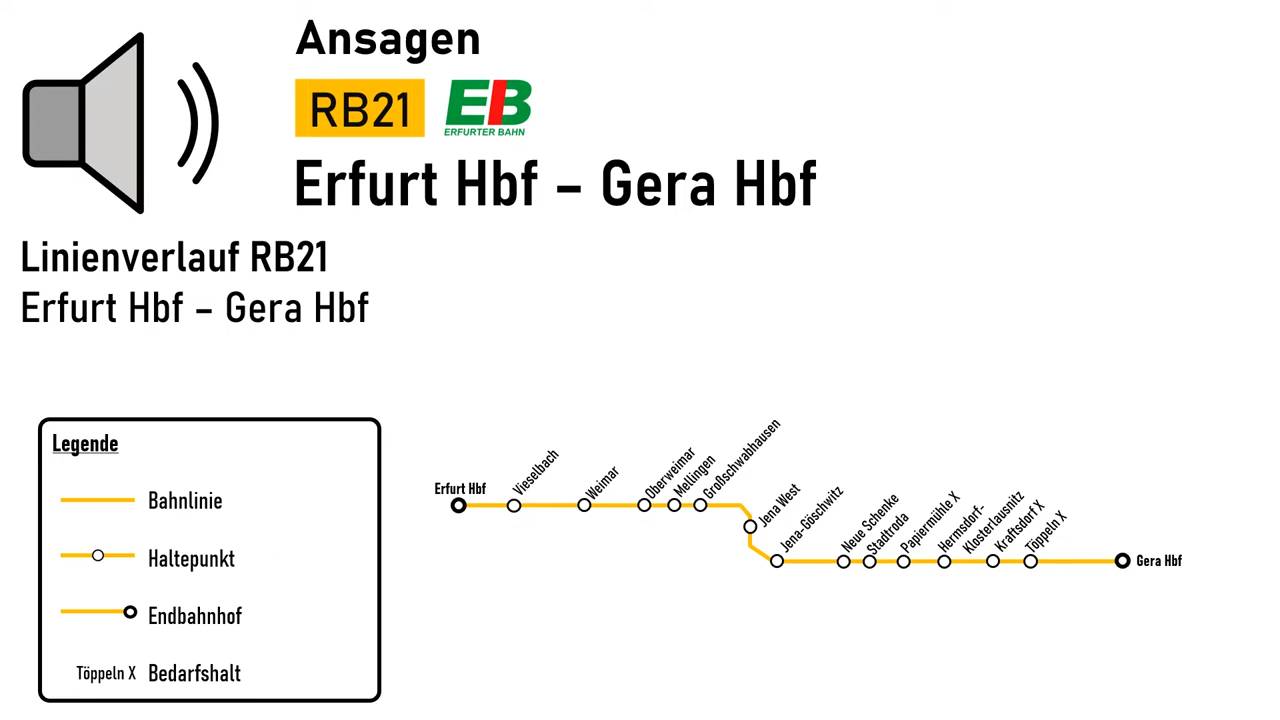 Ansagen
RB21
EB
ERFURTER BAHN
Erfurt Hbf – Gera Hbf
Linienverlauf RB21
Erfurt Hbf – Gera Hbf
Legende
Bahnlinie
Haltepunkt
Endbahnhof
Töppeln X Bedarfshalt
Erfurt Hbf
Vieselbach
Weimar
Oberweimar
Mellingen
Großschwabhausen
Jena West
Jena-Göschwitz
Neue Schenke
Stadtroda
Papiermühle X
Hermsdorf-
Klosterlausnitz
Kraftsdorf X
Töppeln X
Gera Hbf